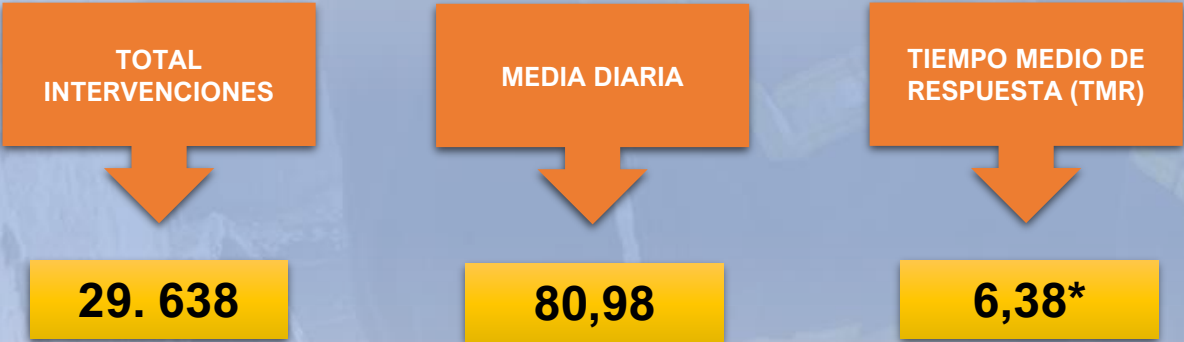 TOTAL
INTERVENCIONES
MEDIA DIARIA
TIEMPO MEDIO DE
RESPUESTA (TMR)
29. 638
80,98
6,38*